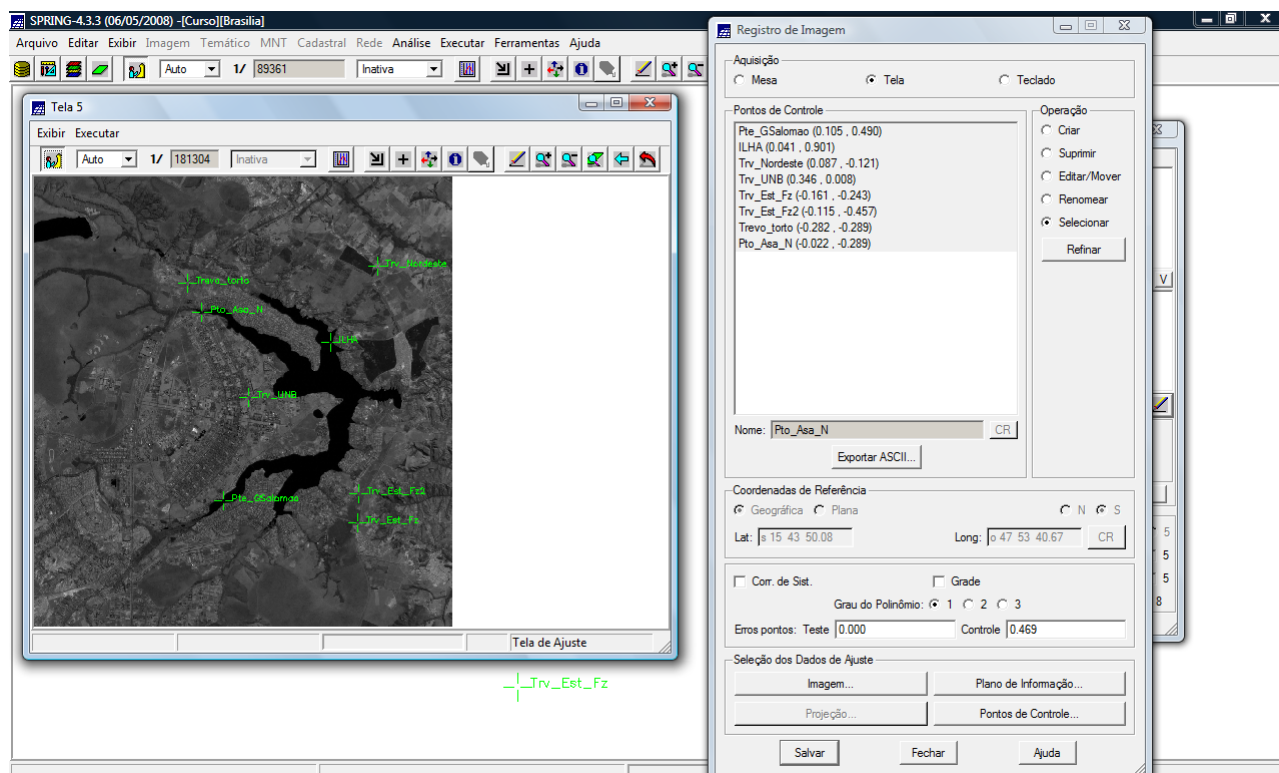 SPRING-4.3.3 (06/05/2008) -[Curso][Brasilia]
Arquivo Editar Exibir Imagem Temático MNT Cadastral Rede Análise Executar Ferramentas Ajuda
Auto 1/ 89361 Inativa
Tela 5
Exibir Executar
Auto 1/ 181304 Inativa
Trv_Nordeste
Trevo_torto
Pto_Asa_N
ILHA
Trv_UNB
Trv_Est_Fz2
Pte_GSalomao
Trv_Est_Fz
Tela de Ajuste
Trv_Est_Fz
Registro de Imagem
Aquisição
Mesa Tela Teclado
Pontos de Controle
Pte_GSalomao (0.105 , 0.490)
ILHA (0.041 , 0.901)
Trv_Nordeste (0.087 , -0.121)
Trv_UNB (0.346 , 0.008)
Trv_Est_Fz (-0.161 , -0.243)
Trv_Est_Fz2 (-0.115 , -0.457)
Trevo_torto (-0.282 , -0.289)
Pto_Asa_N (-0.022 , -0.289)
Operação
Criar
Suprimir
Editar/Mover
Renomear
Selecionar
Refinar
Nome: Pto_Asa_N CR
Exportar ASCII...
Coordenadas de Referência
Geográfica Plana N S
Lat: s 15 43 50.08 Long: o 47 53 40.67 CR
Corr. de Sist. Grade
Grau do Polinômio: 1 2 3
Erros pontos: Teste 0.000 Controle 0.469
Seleção dos Dados de Ajuste
Imagem... Plano de Informação...
Projeção... Pontos de Controle...
Salvar Fechar Ajuda
V
5
5
5
8